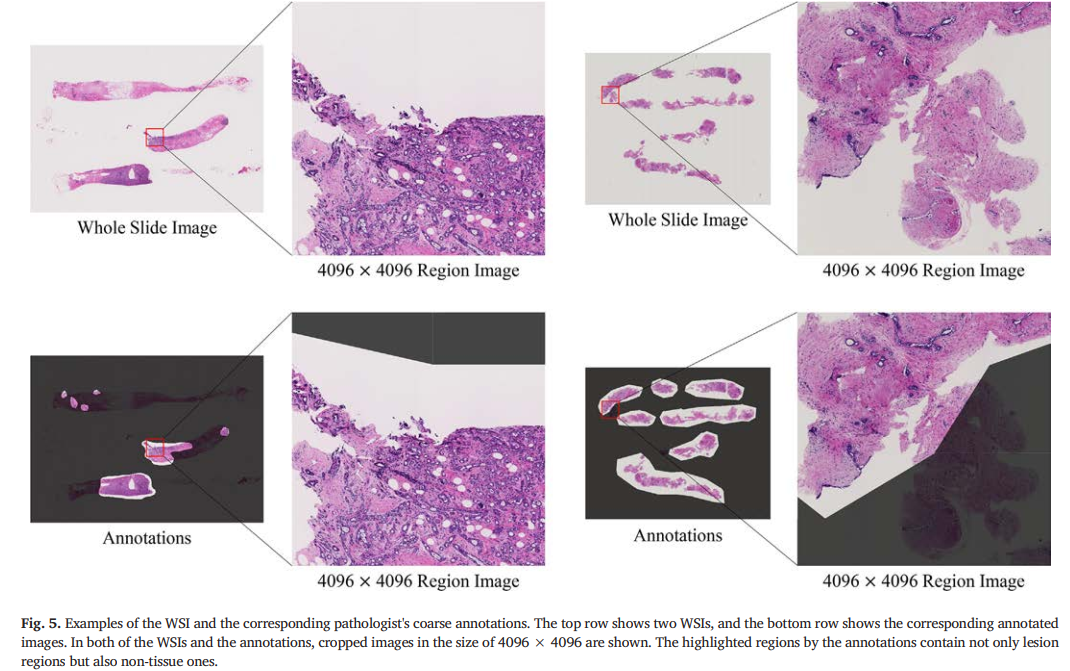 Whole Slide Image
4096 × 4096 Region Image
Whole Slide Image
4096 × 4096 Region Image
Annotations
4096 × 4096 Region Image
Annotations
4096 × 4096 Region Image
Fig. 5. Examples of the WSI and the corresponding pathologist's coarse annotations. The top row shows two WSIs, and the bottom row shows the corresponding annotated
images. In both of the WSIs and the annotations, cropped images in the size of 4096 × 4096 are shown. The highlighted regions by the annotations contain not only lesion
regions but also non-tissue ones.